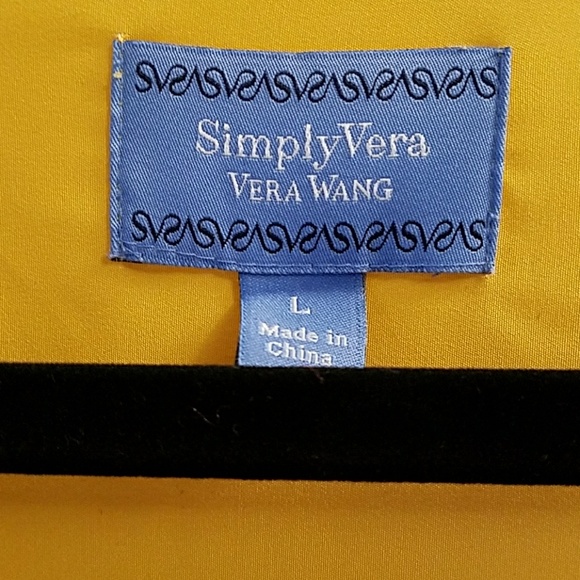 SimplyVera
VERA WANG
L
Made in
China